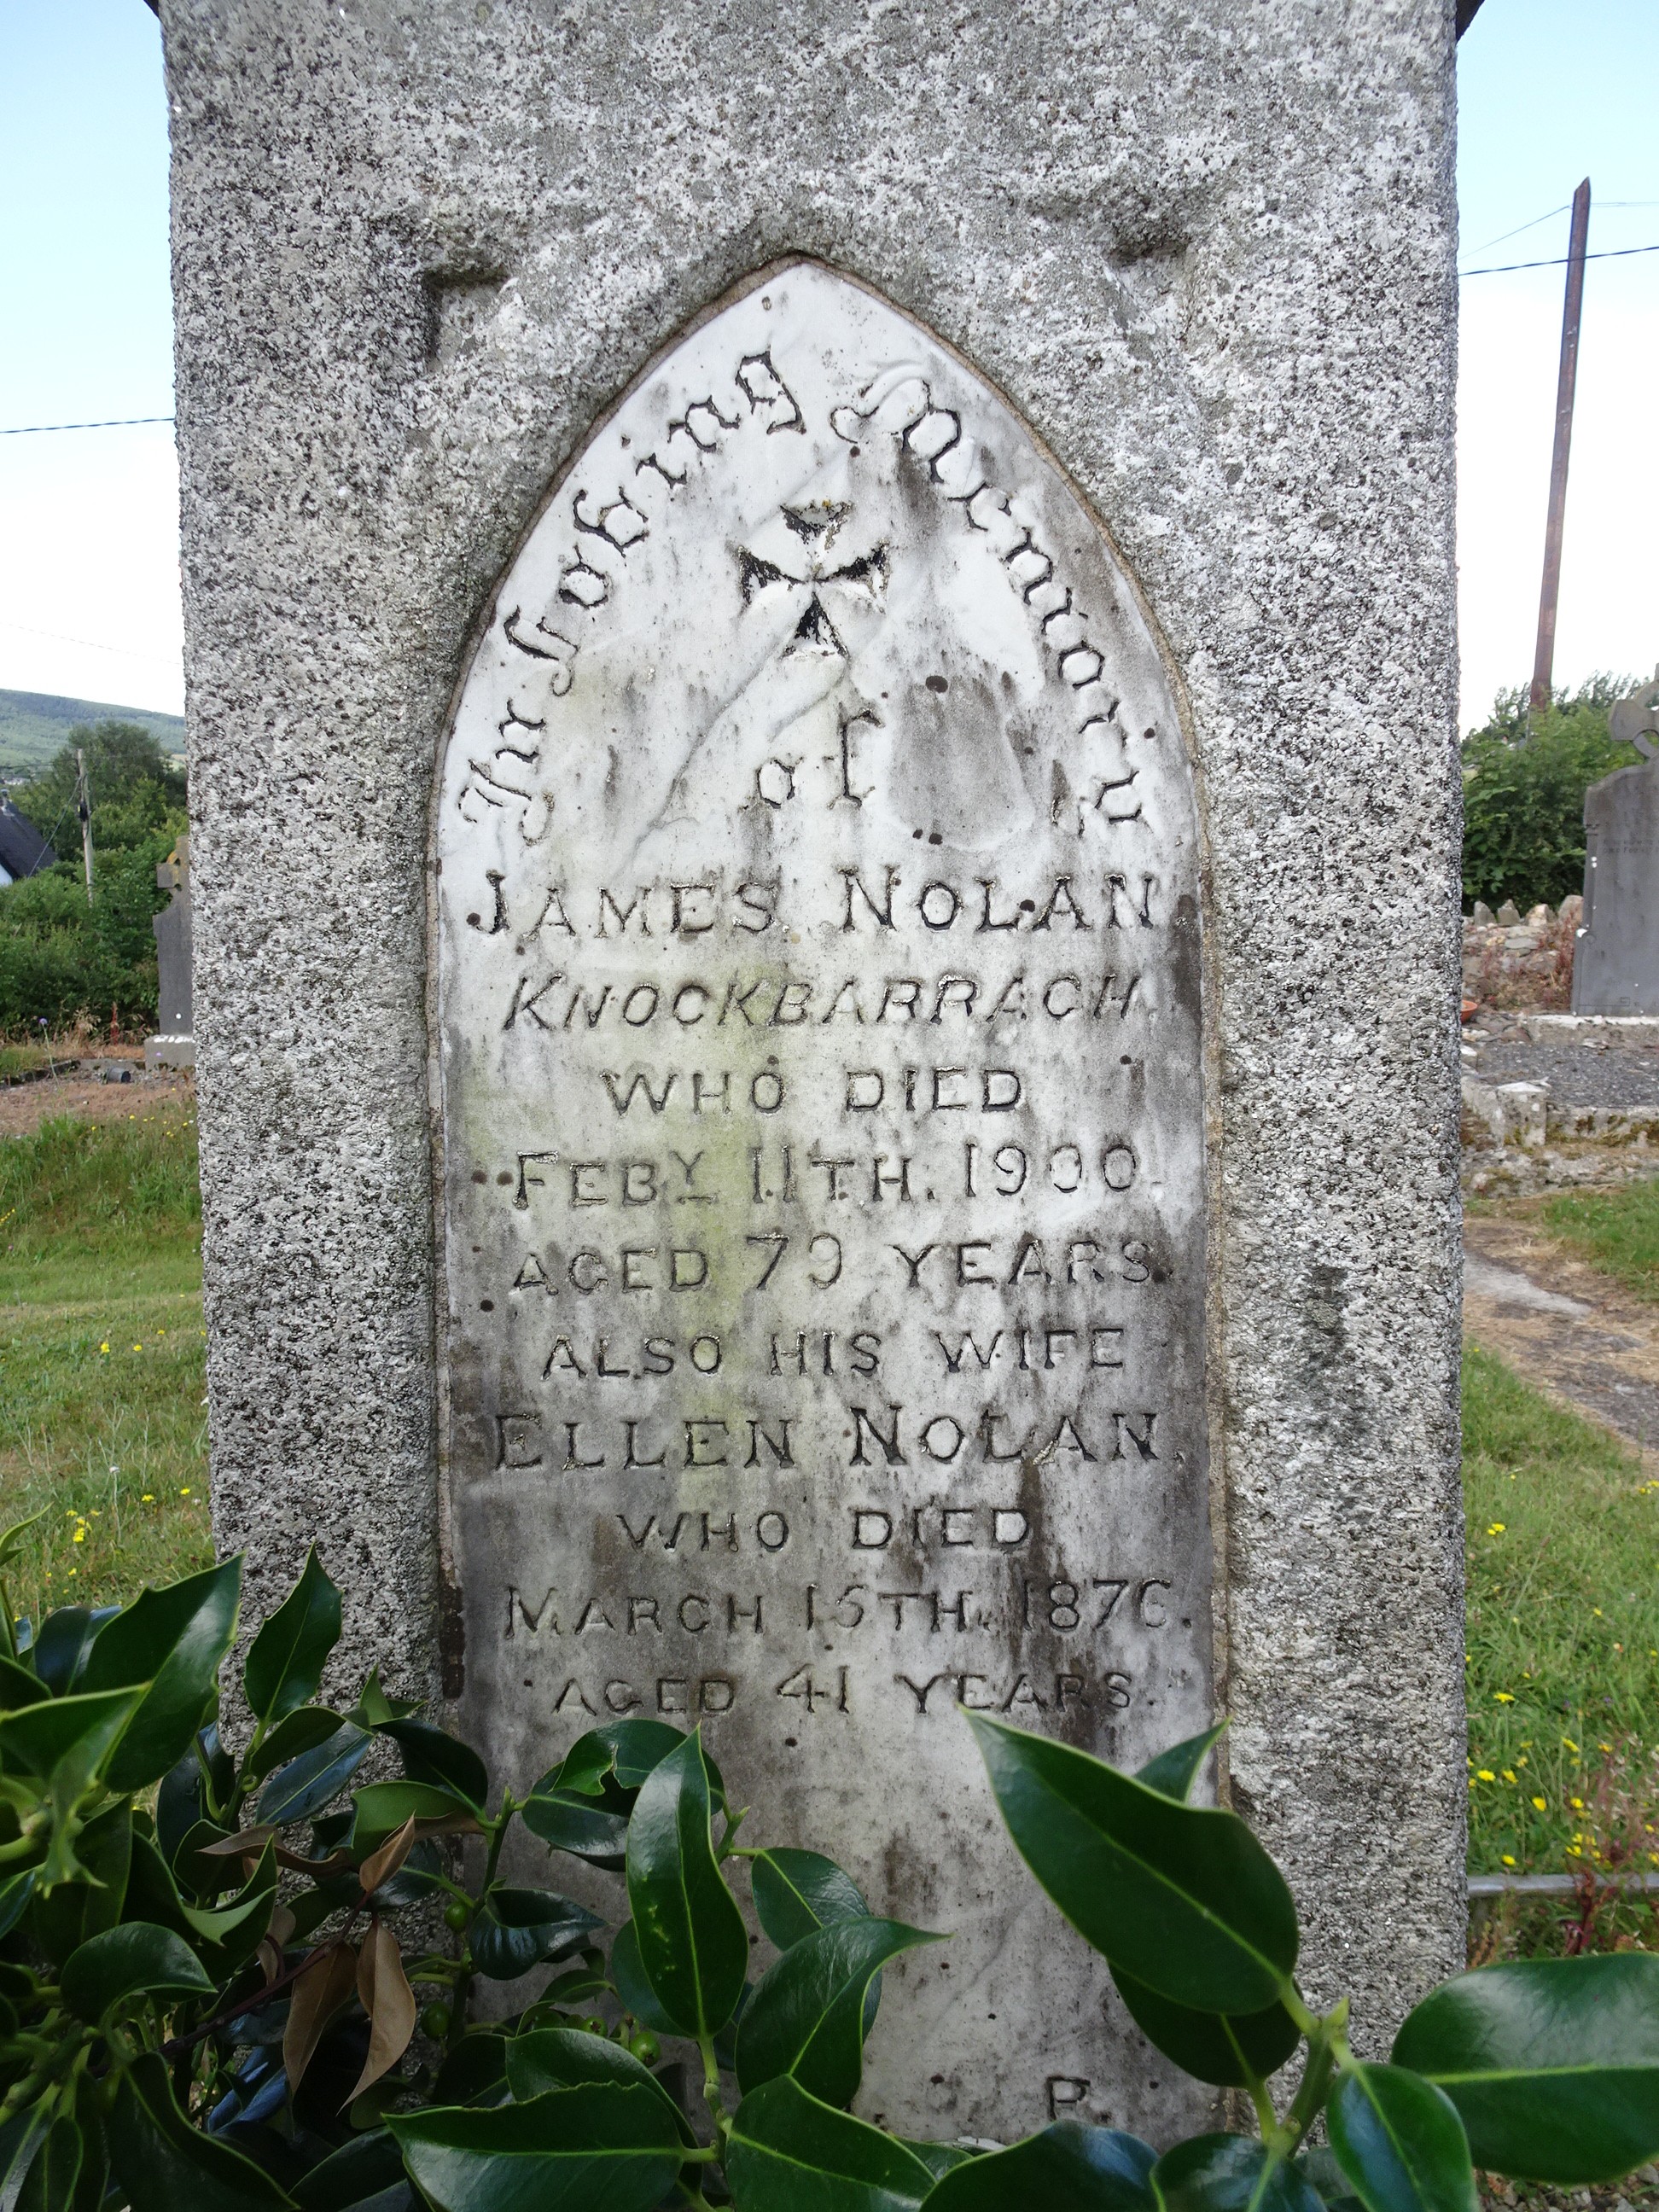 In Loving Memory
of
JAMES NOLAN
KNOCKBARRAGH.
WHO DIED
FEBY 11TH. 1900.
AGED 79 YEARS.
ALSO HIS WIFE
ELLEN NOLAN.
WHO DIED
MARCH 15TH. 1876.
AGED 41 YEARS.